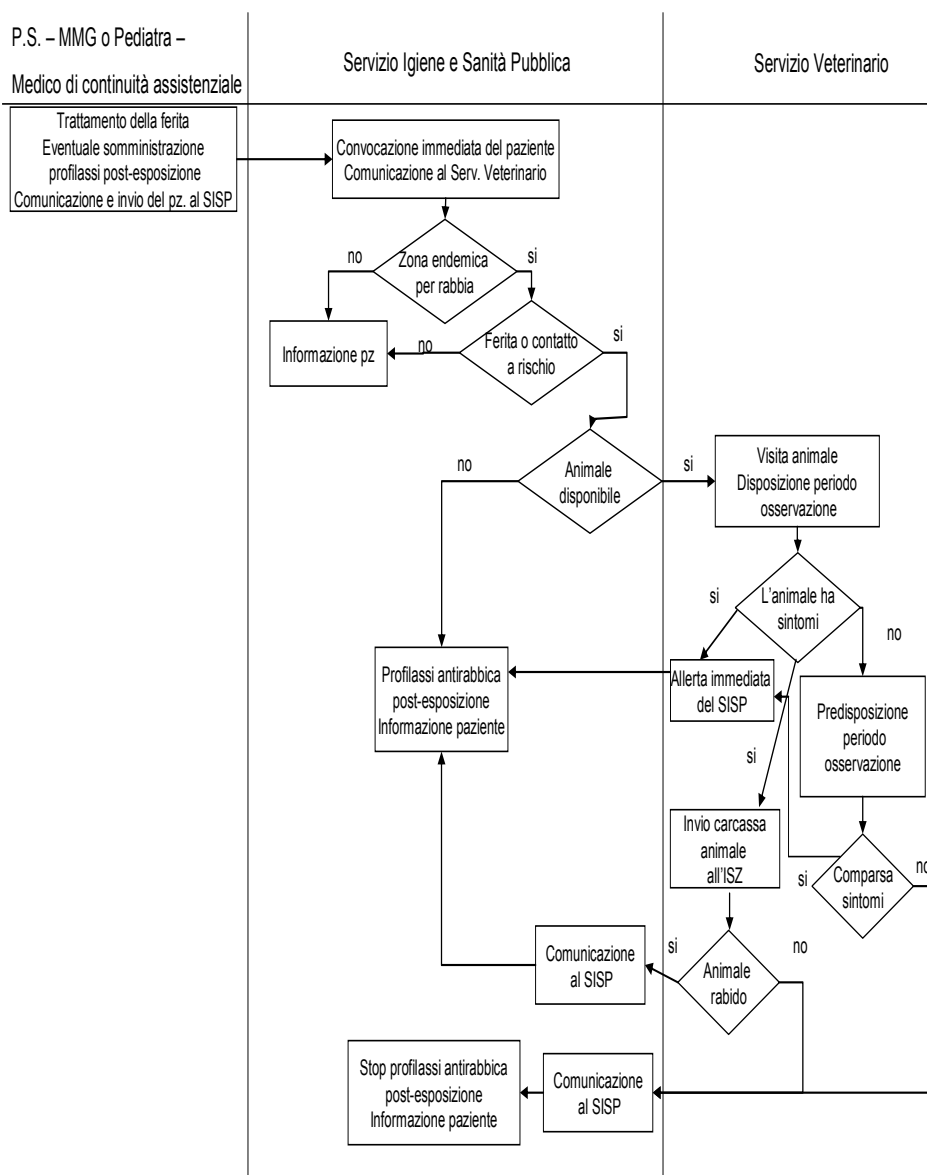 P.S. – MMG o Pediatra –
Medico di continuità assistenziale
Servizio Igiene e Sanità Pubblica
Servizio Veterinario
Trattamento della ferita
Eventuale somministrazione
profilassi post-esposizione
Comunicazione e invio del pz. al SISP
Convocazione immediata del paziente
Comunicazione al Serv. Veterinario
no
Zona endemica
per rabbia
si
Informazione pz
no
Ferita o contatto
a rischio
si
no
Animale
disponibile
si
Visita animale
Disposizione periodo
osservazione
si
L'animale ha
sintomi
no
Profilassi antirabbica
post-esposizione
Informazione paziente
Allerta immediata
del SISP
Predisposizione
periodo
osservazione
si
Invio carcassa
animale
all'ISZ
si
Comparsa
sintomi
no
Comunicazione
al SISP
si
Animale
rabido
no
Stop profilassi antirabbica
post-esposizione
Informazione paziente
Comunicazione
al SISP